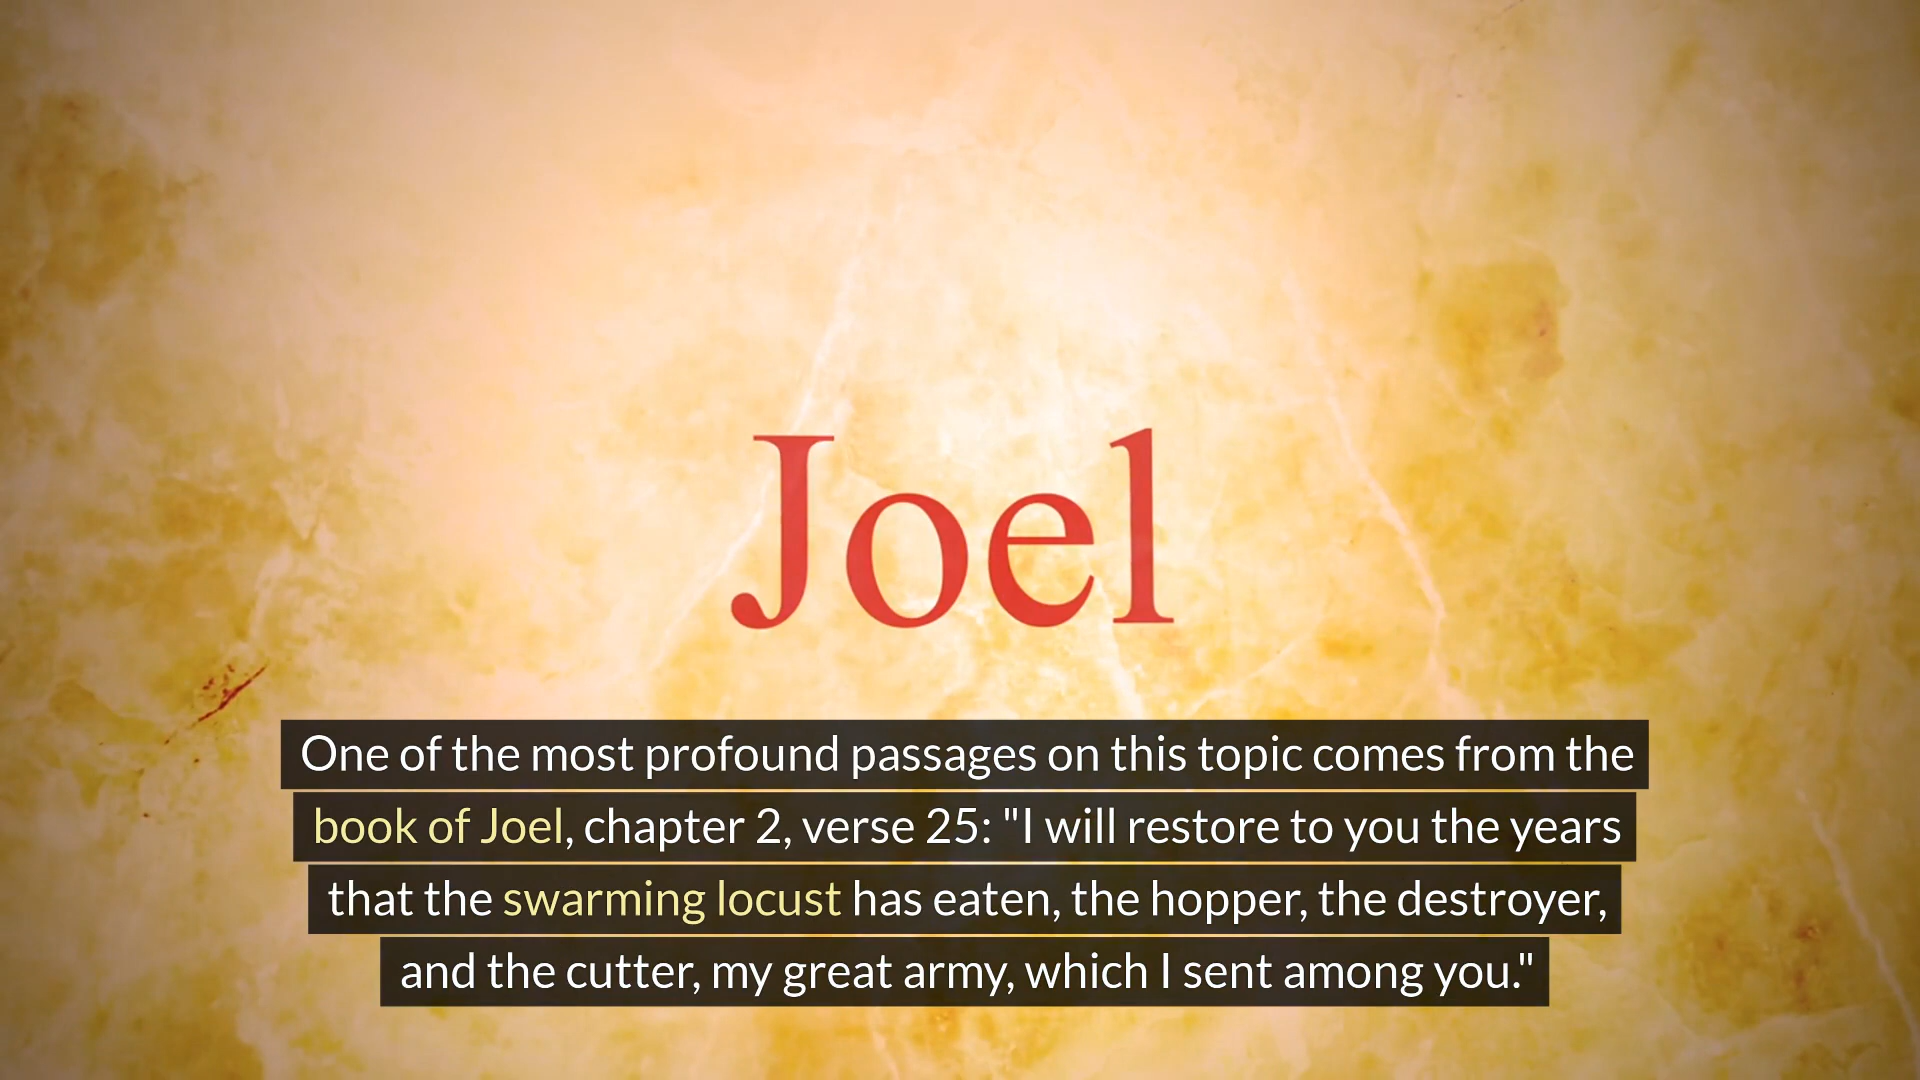 Joel
One of the most profound passages on this topic comes from the
book of Joel, chapter 2, verse 25: "I will restore to you the years
that the swarming locust has eaten, the hopper, the destroyer,
and the cutter, my great army, which I sent among you."